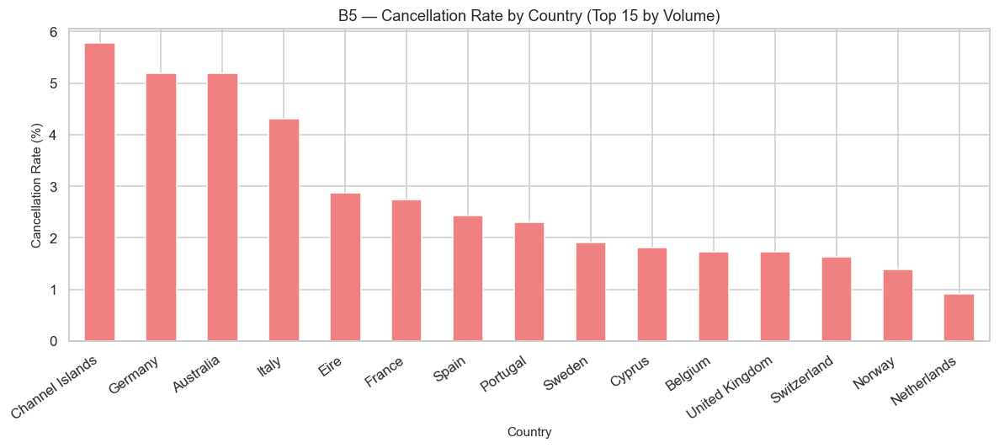 B5 — Cancellation Rate by Country (Top 15 by Volume)
Cancellation Rate (%)
6
5
4
3
2
1
0
Channel Islands
Germany
Australia
Italy
Eire
France
Spain
Portugal
Sweden
Cyprus
Belgium
United Kingdom
Switzerland
Norway
Netherlands
Country